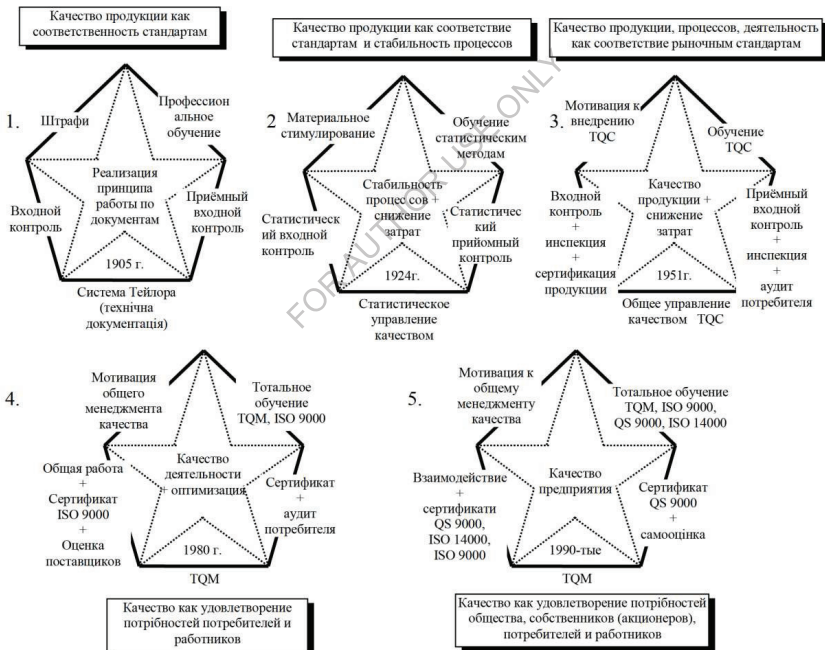 Качество продукции как
соответственность стандартам
Качество продукции как соответствие
стандартам и стабильность процессов
Качество продукции, процессов, деятельность
как соответствие рыночным стандартам
1.
Штрафи
Профессион
альное
обучение
Реализация
принципа
работы по
документам
Входной
контроль
Приёмный
входной
контроль
1905 г.
Система Тейлора
(технічна
документація)
2
Материальное
стимулирование
Обучение
статистическим
методам
Стабильность
процес сов +
снижение
затрат
Статистичес
кий входной
контроль
Статистичес
кий
прийомный
контроль
1924г.
Статистическое
управление
качеством
3.
Мотивация к
внедрению
TQC
Обучение
TQC
Качество
продукции +
снижение
затрат
Входной
контроль +
инспекция
+
сертификация
продукции
Приёмный
входной
контроль
+
инспекция
+
аудит
потребителя
1951г.
Общее управление
качеством TQC
FOR AUTHOR USE ONLY
4.
Мотивация
общего
менеджмента
качества
Тотальное
обучение
TQM, ISO 9000
Качество
деятельности
+ оптимизация
Общая работа
+
Сертификат
ISO 9000
+
Оценка
поставщиков
Сертификат
+
аудит
потребителя
1980 г.
TQM
Качество как удовлетворение
потрібностей потребителей и
работников
5.
Мотивация к
общему
менеджменту
качества
Тотальное обучение
TQM, ISO 9000,
QS 9000, ISO 14000
Качество
предприятия
Взаимодействие
+
сертификати
QS 9000,
ISO 14000,
ISO 9000
Сертификат
QS 9000
+
самооцінка
1990-тые
TQM
Качество как удовлетворение потрібностей
общества, собственников (акционеров),
потребителей и работников